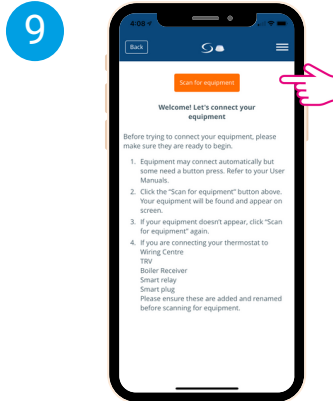 9
4:08
Back
Scan for equipment
Welcome! Let's connect your
equipment
Before trying to connect your equipment, please
make sure they are ready to begin.
1. Equipment may connect automatically but
some need a button press. Refer to your User
Manuals.
2. Click the "Scan for equipment" button above.
Your equipment will be found and appear on
screen.
3. If your equipment doesn't appear, click "Scan
for equipment" again.
4. If you are connecting your thermostat to
Wiring Centre
TRV
Boiler Receiver
Smart relay
Smart plug
Please ensure these are added and renamed
before scanning for equipment.